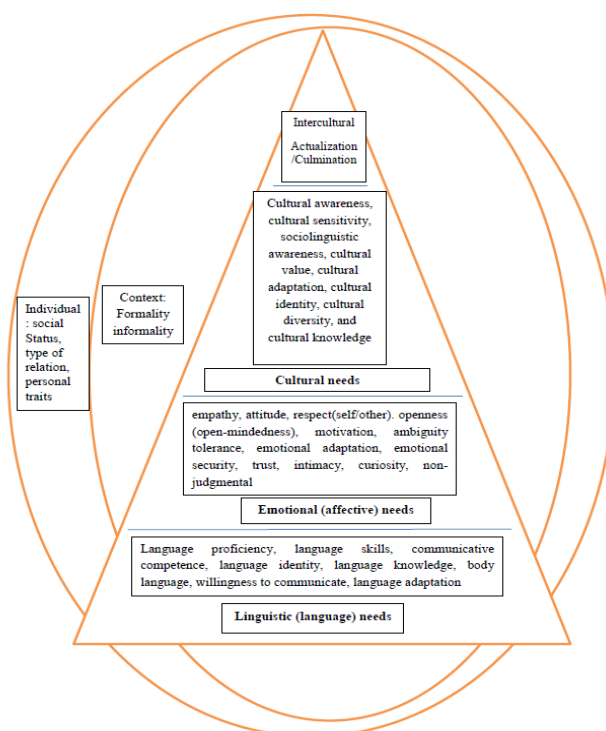 Intercultural
Actualization
/Culmination
Cultural awareness,
cultural sensitivity,
sociolinguistic
awareness, cultural
value, cultural
adaptation, cultural
identity, cultural
diversity, and
cultural knowledge
Cultural needs
Individual
: social
Status,
type of
relation,
personal
traits
Context:
Formality
informality
empathy, attitude, respect(self/other). openness
(open-mindedness), motivation, ambiguity
tolerance, emotional adaptation, emotional
security, trust, intimacy, curiosity, non-
judgmental
Emotional (affective) needs
Language proficiency, language skills, communicative
competence, language identity, language knowledge, body
language, willingness to communicate, language adaptation
Linguistic (language) needs